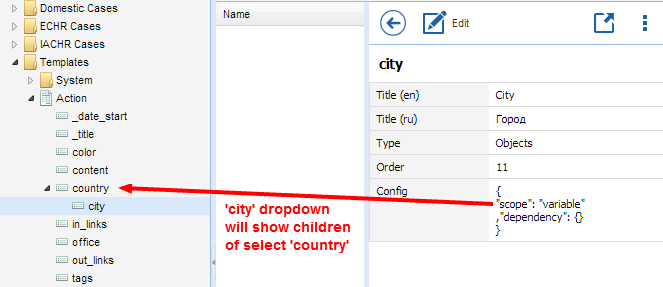 Domestic Cases
ECHR Cases
IACHR Cases
Templates
System
Action
_date_start
_title
color
content
country
city
in_links
office
out_links
tags
Name
Edit
city
Title (en) City
Title (ru) Город
Type Objects
Order 11
Config {
"scope": "variable"
,"dependency": {}
}
'city' dropdown
will show children
of select 'country'